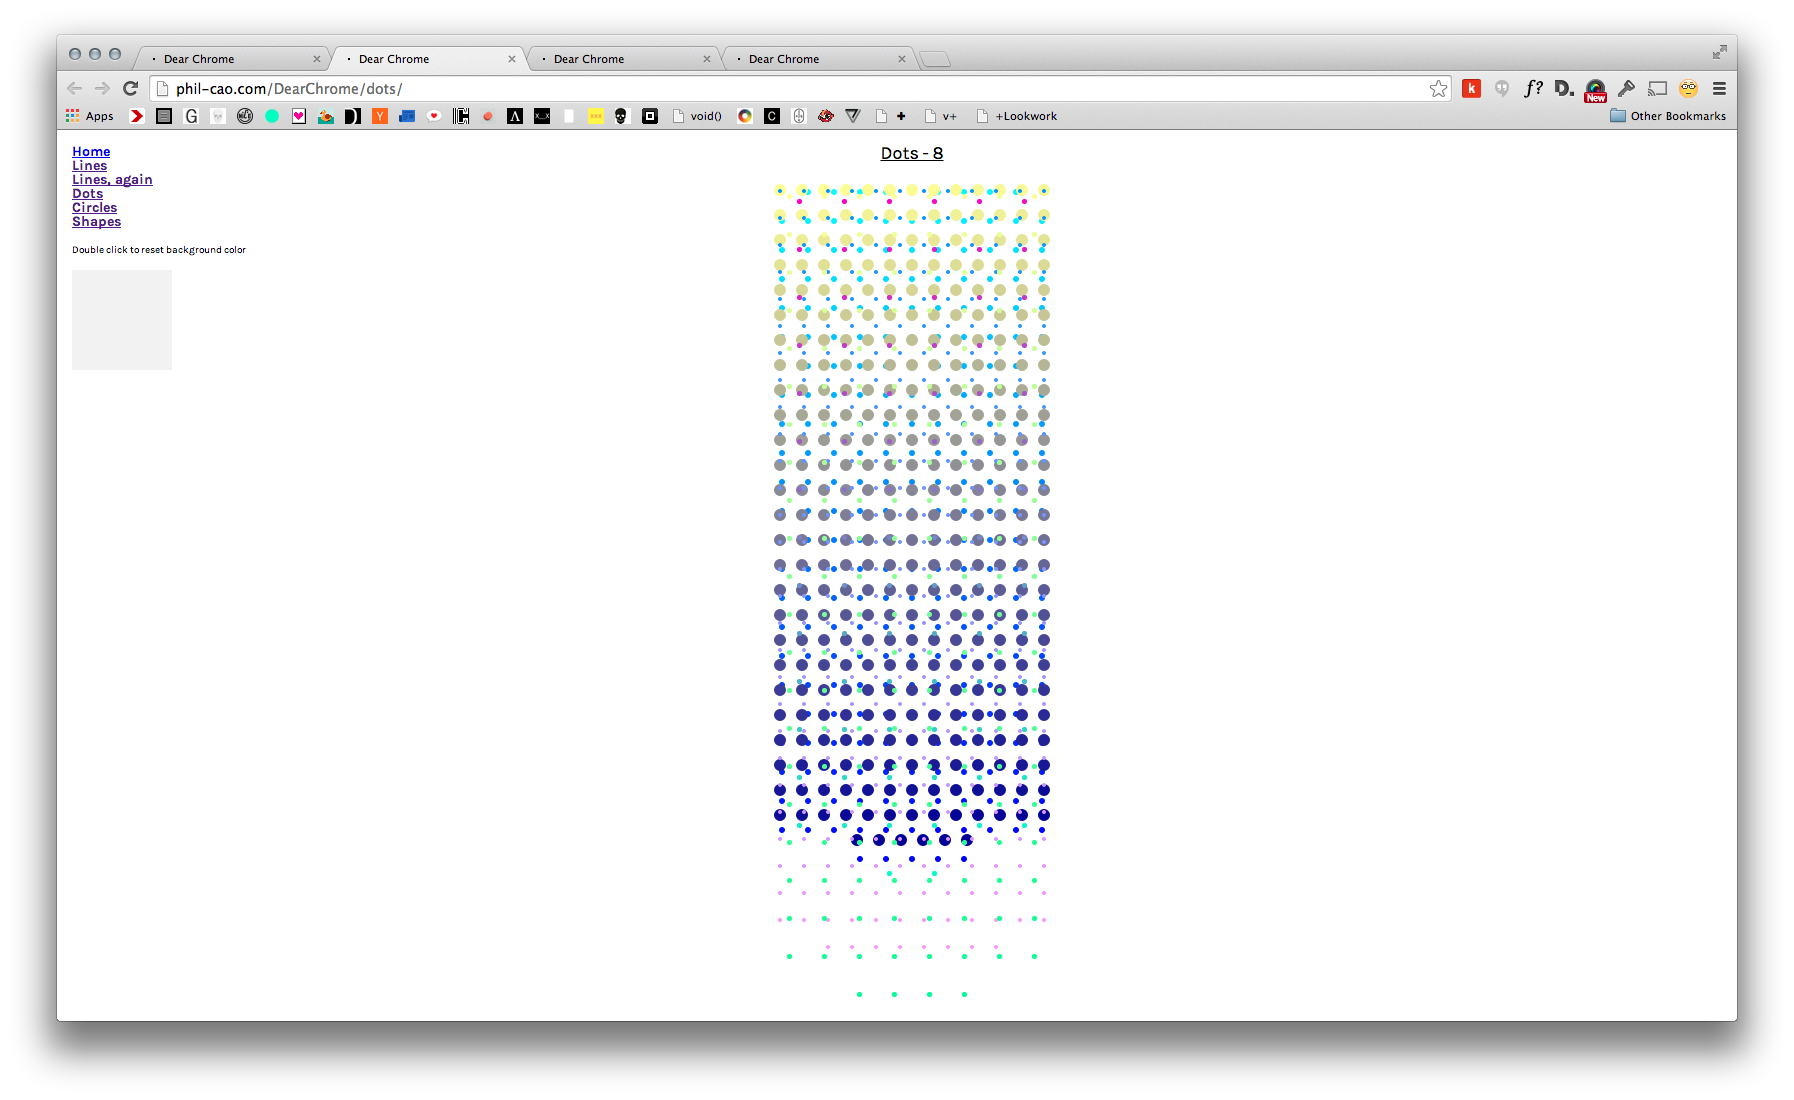 Dear Chrome
Dear Chrome
Dear Chrome
Dear Chrome
phil-cao.com/DearChrome/dots/
k
f?
D.
New
Apps
G
Y
void()
C
+
v+
+Lookwork
Other Bookmarks
Home
Lines
Lines, again
Dots
Circles
Shapes
Double click to reset background color
Dots - 8